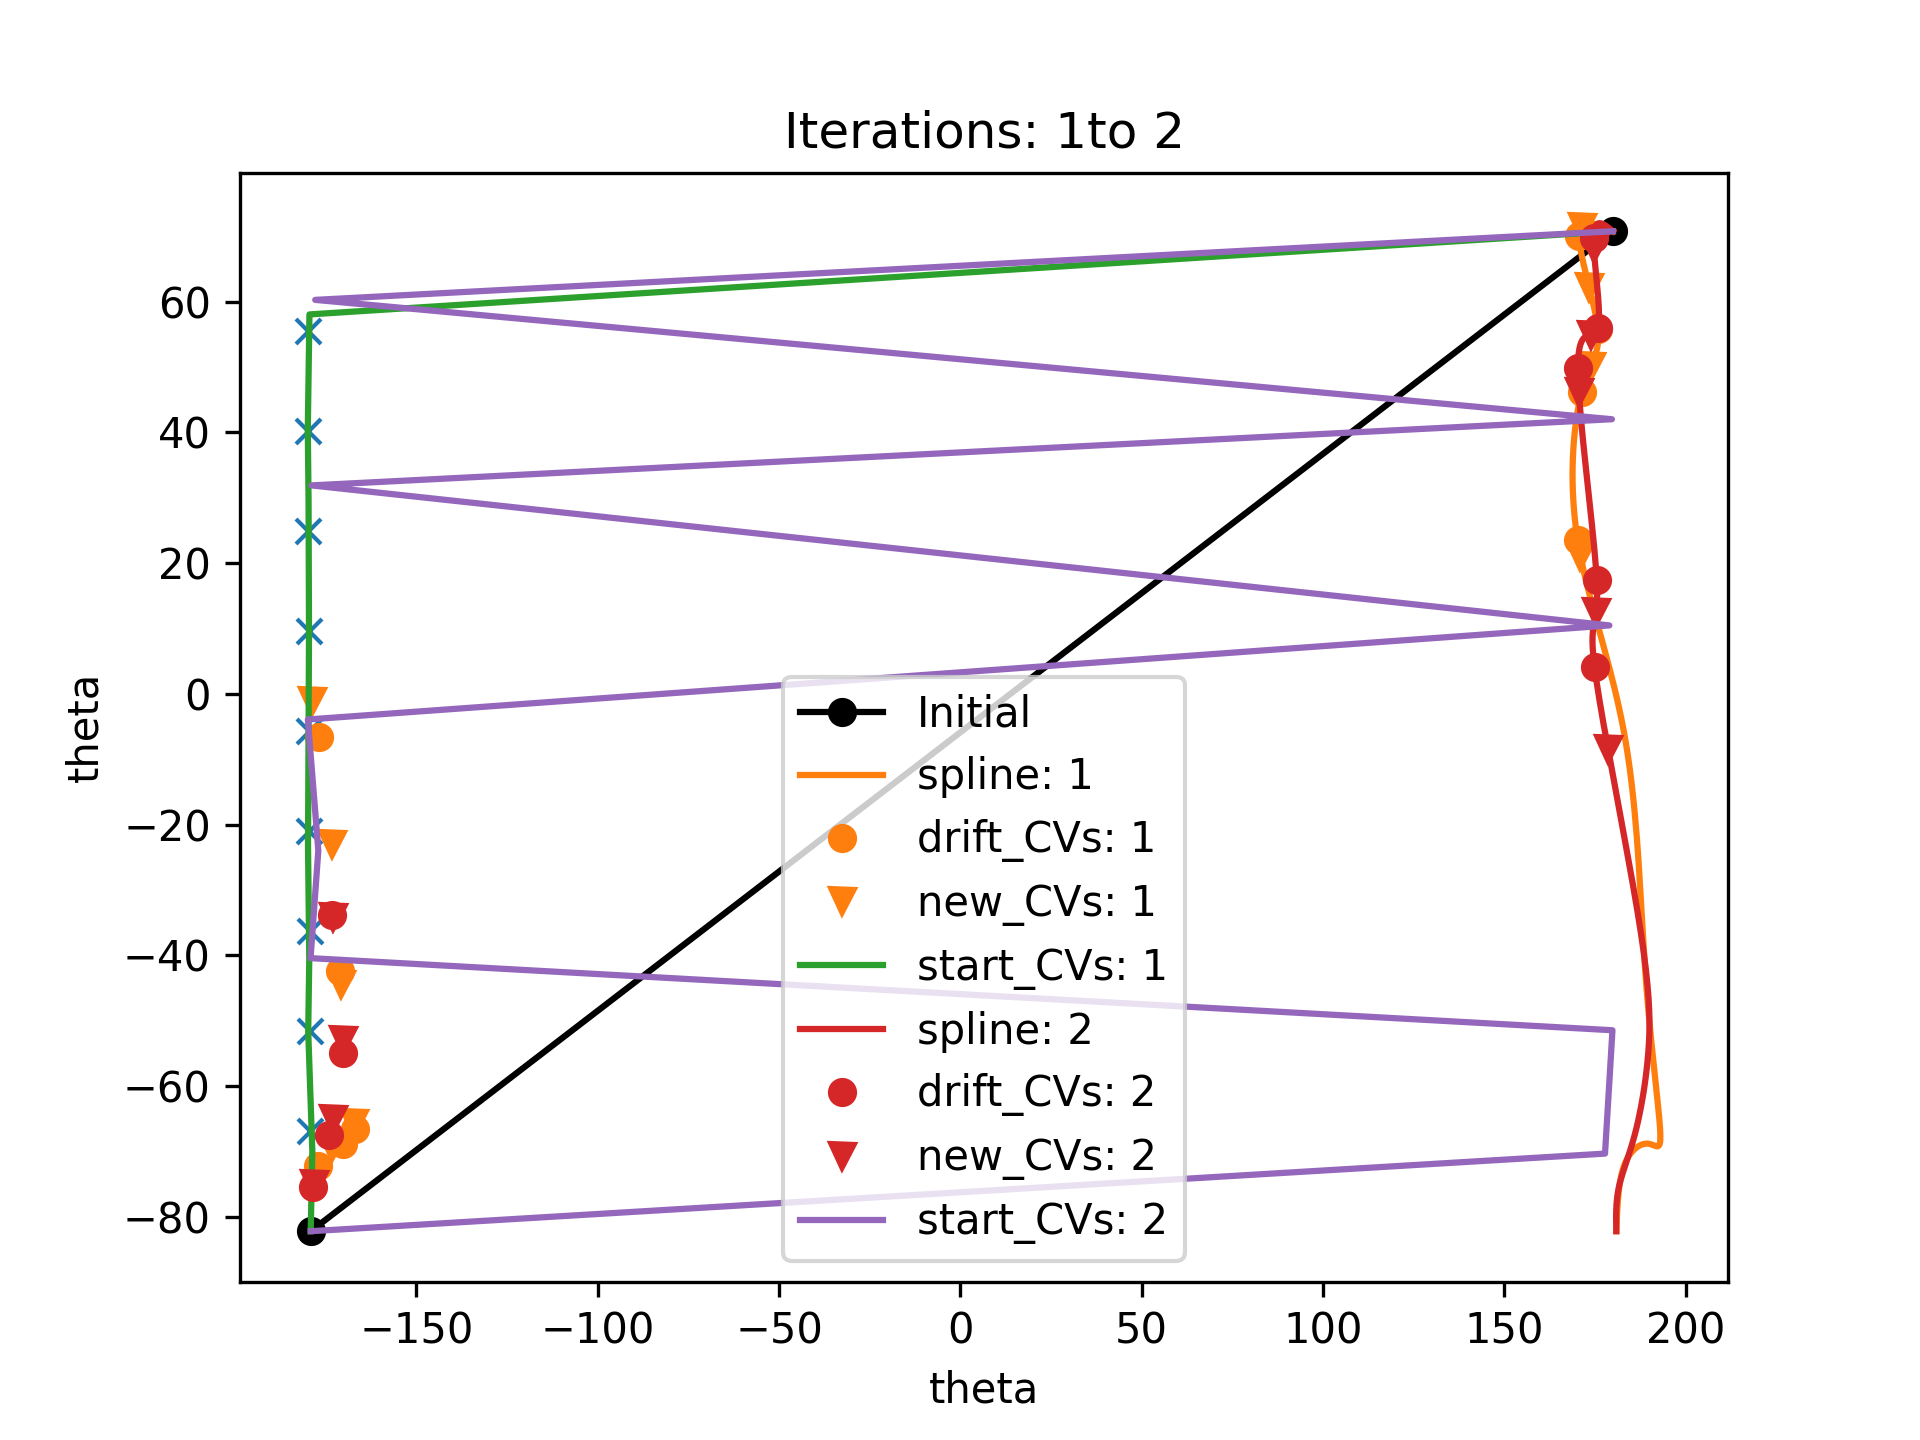 Iterations: 1to 2
60
40
20
0
−20
−40
−60
−80
theta
Initial
spline: 1
drift_CVs: 1
new_CVs: 1
start_CVs: 1
spline: 2
drift_CVs: 2
new_CVs: 2
start_CVs: 2
−150 −100 −50 0 50 100 150 200
theta